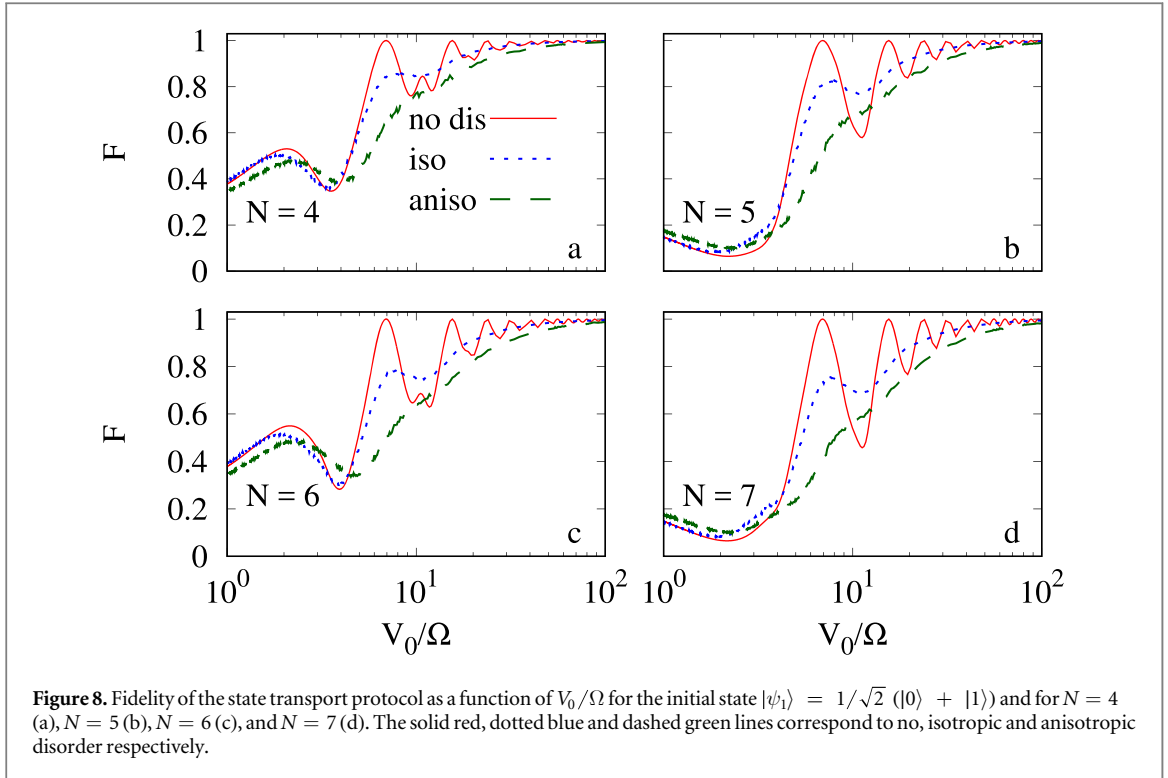 1
0.8
0.6
0.4
0.2
0
F
no dis
iso
aniso
N = 4
a
N = 5
b
1
0.8
0.6
0.4
0.2
0
F
N = 6
c
N = 7
d
10^0 10^1 10^2 10^0 10^1 10^2
V_0/Ω V_0/Ω
Figure 8. Fidelity of the state transport protocol as a function of V_0/Ω for the initial state |ψ_1⟩ = 1/√2 (|0⟩ + |1⟩) and for N = 4
(a), N = 5 (b), N = 6 (c), and N = 7 (d). The solid red, dotted blue and dashed green lines correspond to no, isotropic and anisotropic
disorder respectively.